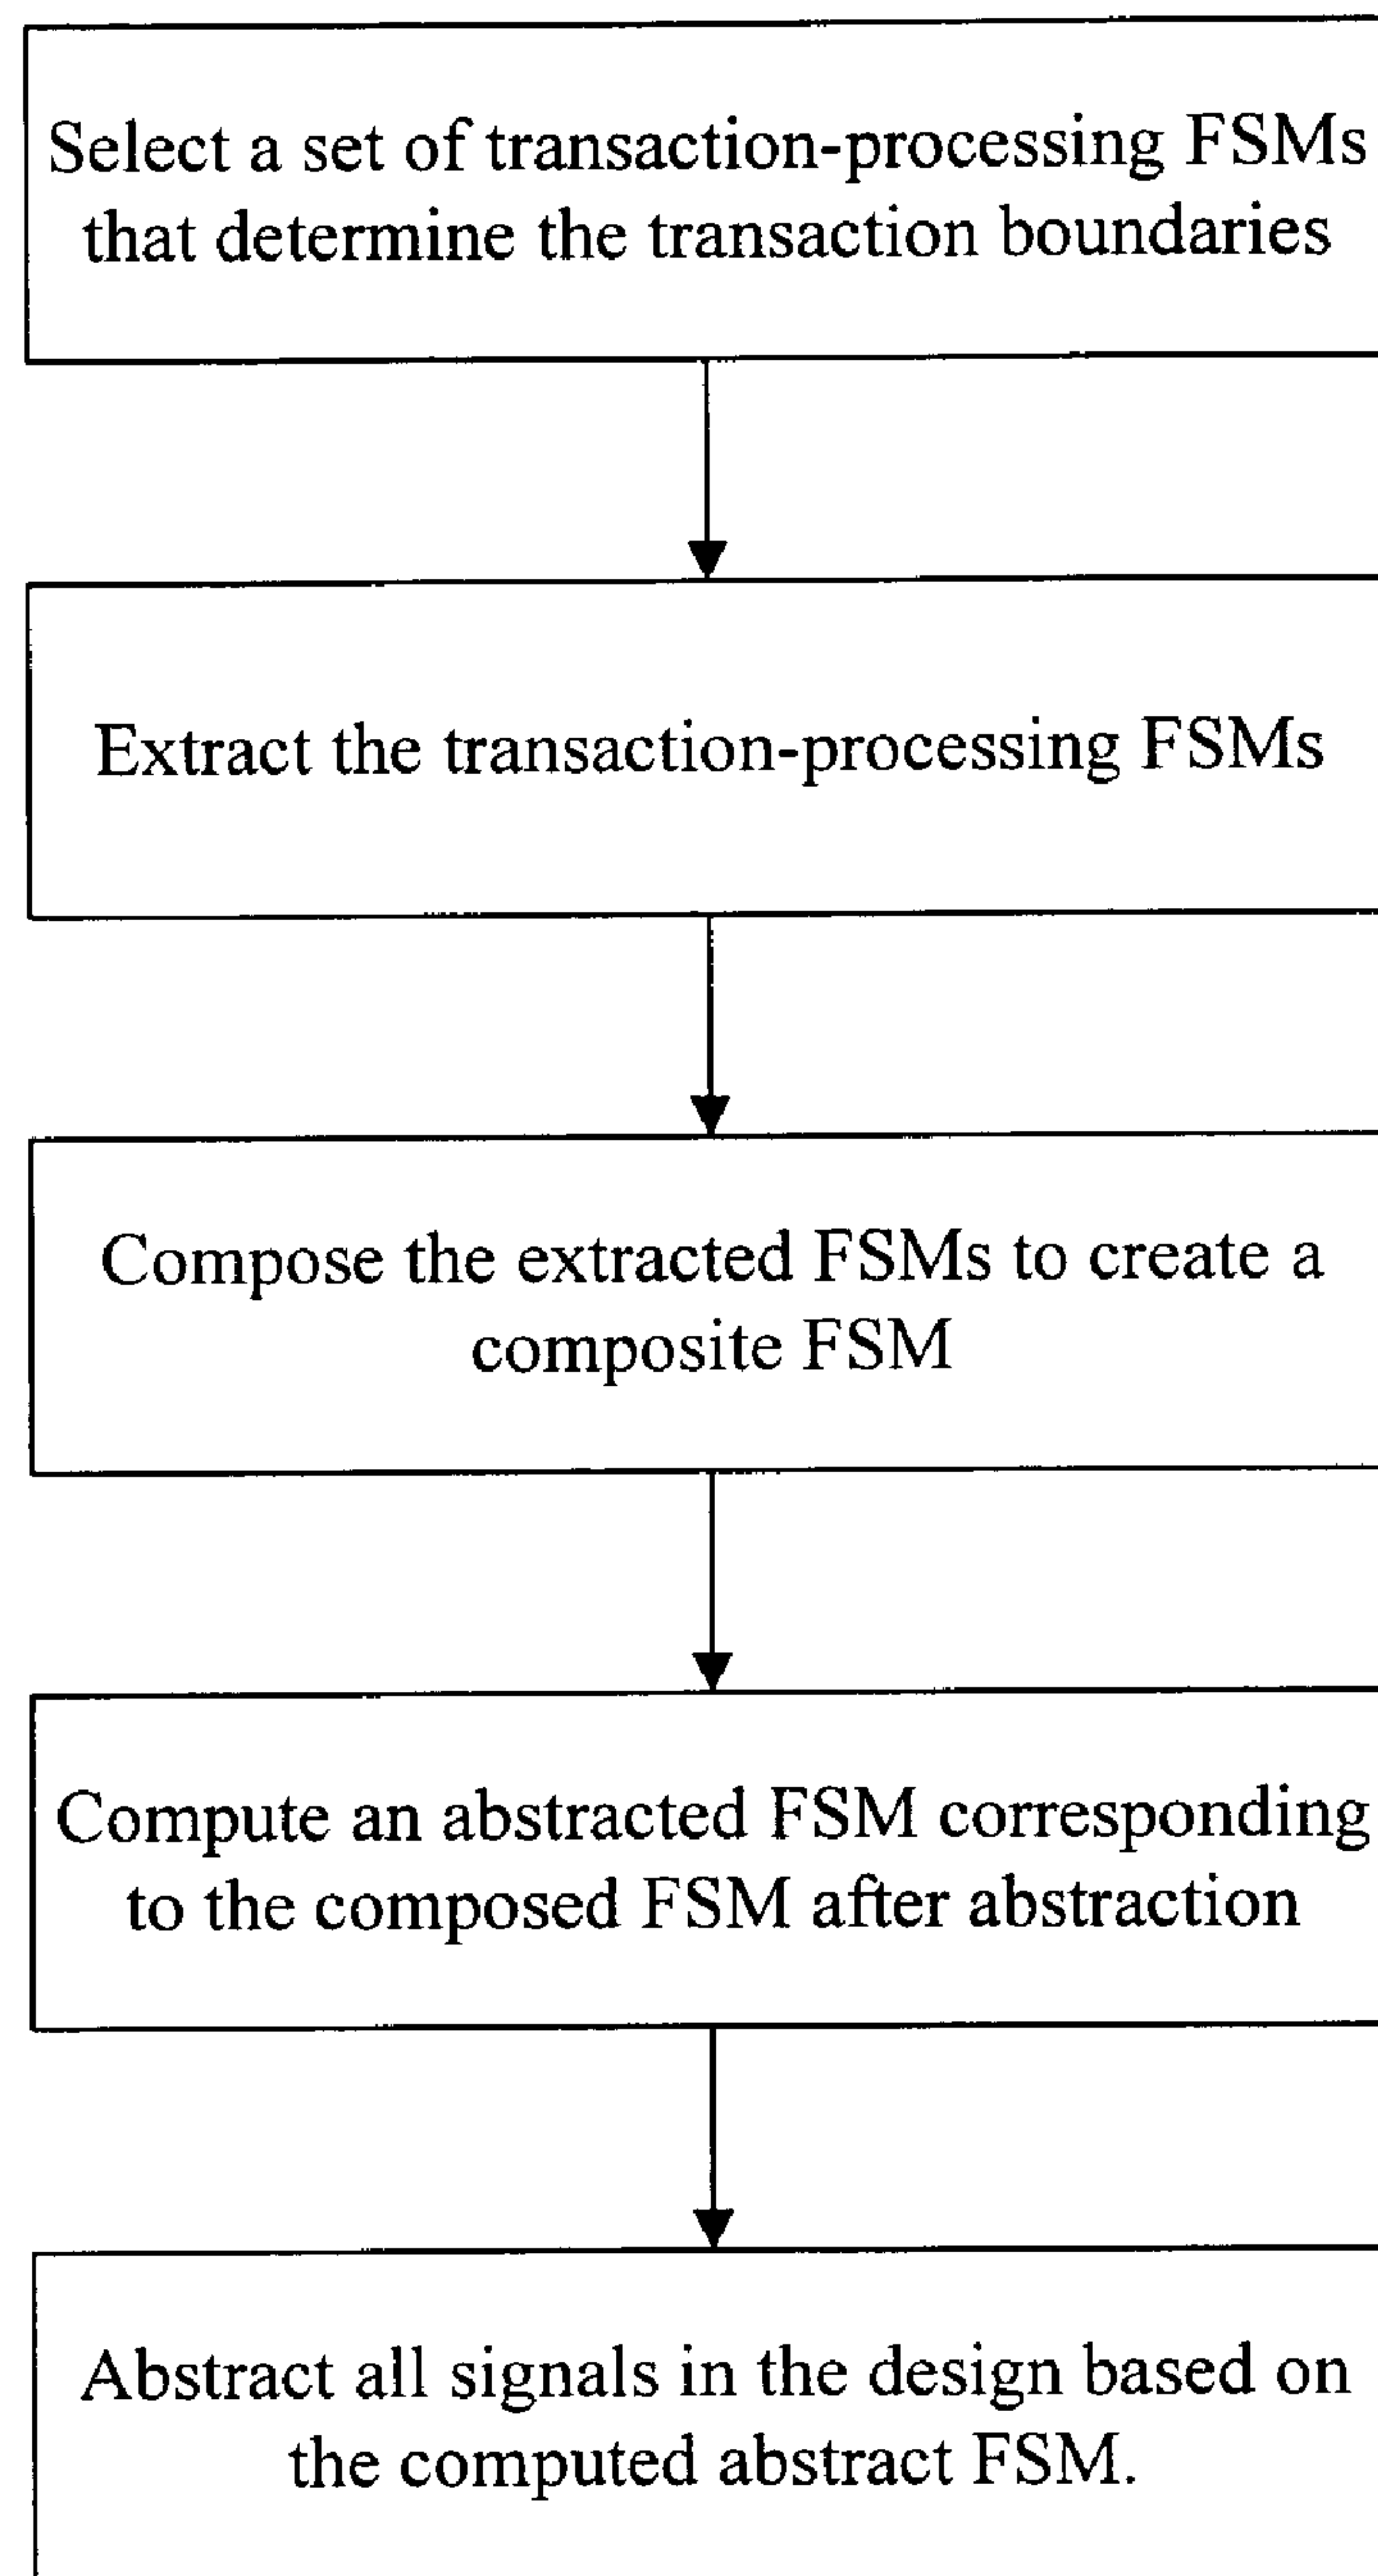 Select a set of transaction-processing FSMs
that determine the transaction boundaries
Extract the transaction-processing FSMs
Compose the extracted FSMs to create a
composite FSM
Compute an abstracted FSM corresponding
to the composed FSM after abstraction
Abstract all signals in the design based on
the computed abstract FSM.